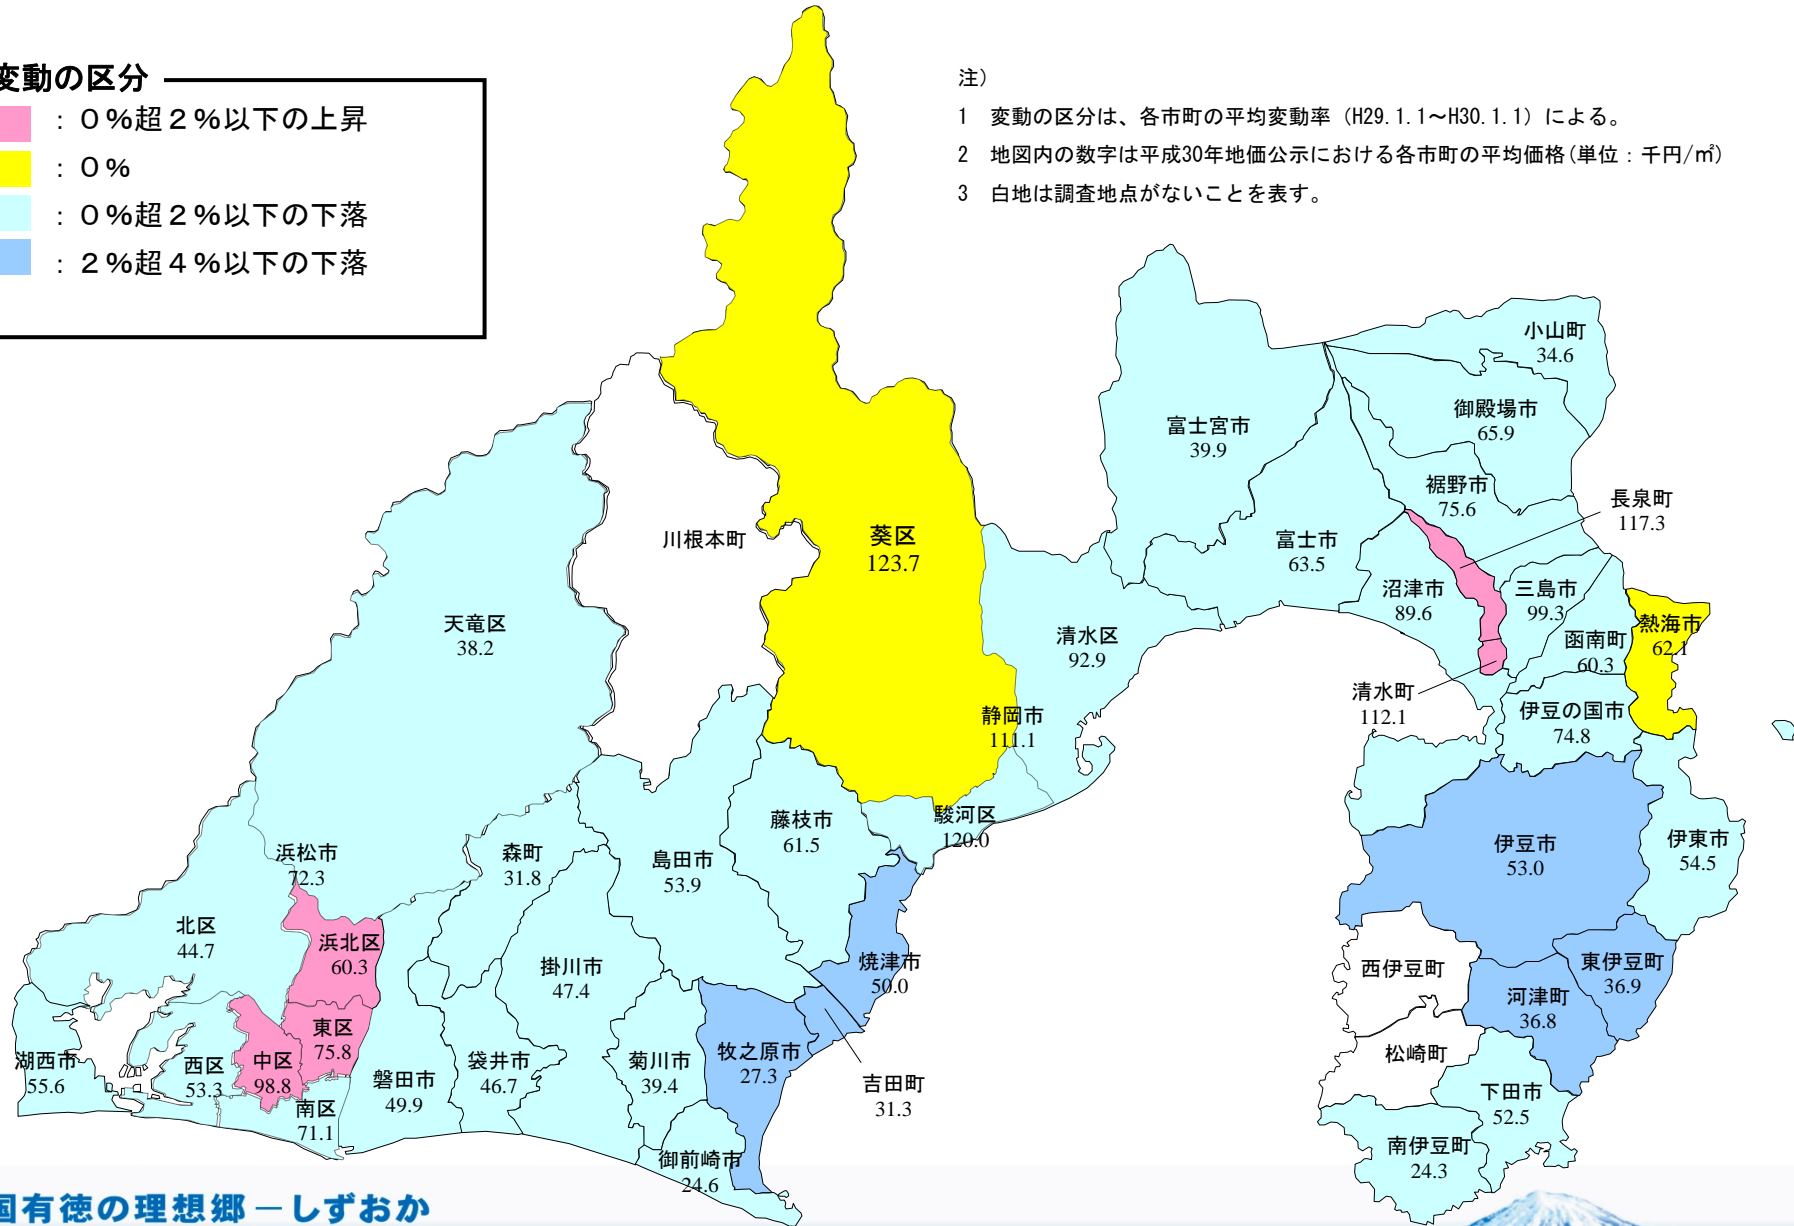 変動の区分
：０％超２％以下の上昇
：０％
：０％超２％以下の下落
：２％超４％以下の下落
注）
1　変動の区分は、各市町の平均変動率（H29.1.1～H30.1.1）による。
2　地図内の数字は平成30年地価公示における各市町の平均価格(単位：千円/㎡)
3　白地は調査地点がないことを表す。
小山町
34.6
御殿場市
65.9
富士宮市
39.9
裾野市
75.6
長泉町
117.3
川根本町
葵区
123.7
富士市
63.5
沼津市
89.6
三島市
99.3
函南町
60.3
熱海市
62.1
天竜区
38.2
清水区
92.9
清水町
112.1
伊豆の国市
74.8
静岡市
111.1
駿河区
120.0
藤枝市
61.5
島田市
53.9
森町
31.8
浜松市
72.3
伊豆市
53.0
伊東市
54.5
北区
44.7
浜北区
60.3
掛川市
47.4
焼津市
50.0
西伊豆町
東伊豆町
36.9
河津町
36.8
湖西市
55.6
西区
53.3
中区
98.8
東区
75.8
南区
71.1
磐田市
49.9
袋井市
46.7
菊川市
39.4
牧之原市
27.3
吉田町
31.3
松崎町
下田市
52.5
南伊豆町
24.3
御前崎市
24.6
国有徳の理想郷－しずおか